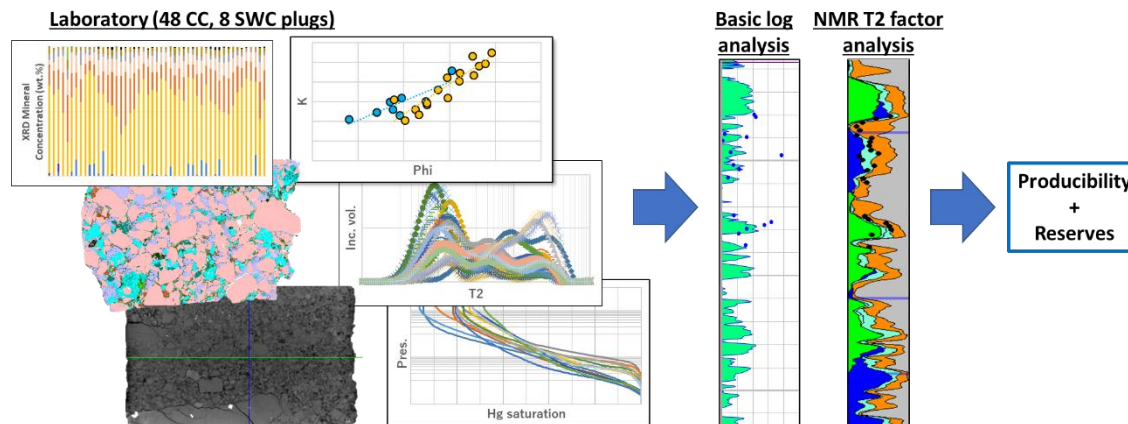 Laboratory (48 CC, 8 SWC plugs)
XRD Mineral
Concentration (wt.%)
K
Phi
Inc. vol.
T2
Pres.
Hg saturation
Basic log
analysis
NMR T2 factor
analysis
Producibility
+
Reserves